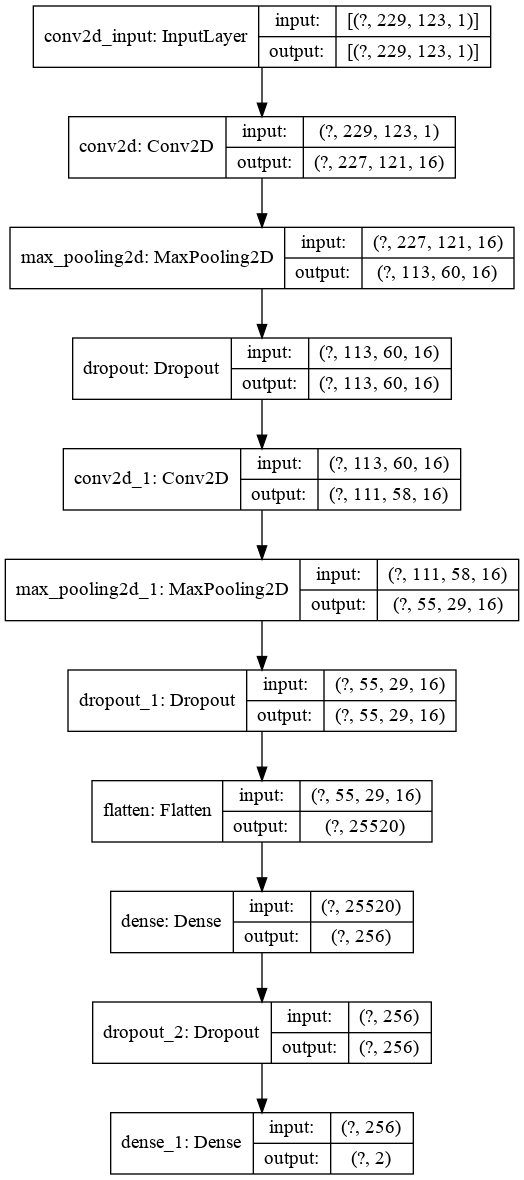 conv2d_input: InputLayer
input: [(?, 229, 123, 1)]
output: [(?, 229, 123, 1)]
conv2d: Conv2D
input: (?, 229, 123, 1)
output: (?, 227, 121, 16)
max_pooling2d: MaxPooling2D
input: (?, 227, 121, 16)
output: (?, 113, 60, 16)
dropout: Dropout
input: (?, 113, 60, 16)
output: (?, 113, 60, 16)
conv2d_1: Conv2D
input: (?, 113, 60, 16)
output: (?, 111, 58, 16)
max_pooling2d_1: MaxPooling2D
input: (?, 111, 58, 16)
output: (?, 55, 29, 16)
dropout_1: Dropout
input: (?, 55, 29, 16)
output: (?, 55, 29, 16)
flatten: Flatten
input: (?, 55, 29, 16)
output: (?, 25520)
dense: Dense
input: (?, 25520)
output: (?, 256)
dropout_2: Dropout
input: (?, 256)
output: (?, 256)
dense_1: Dense
input: (?, 256)
output: (?, 2)